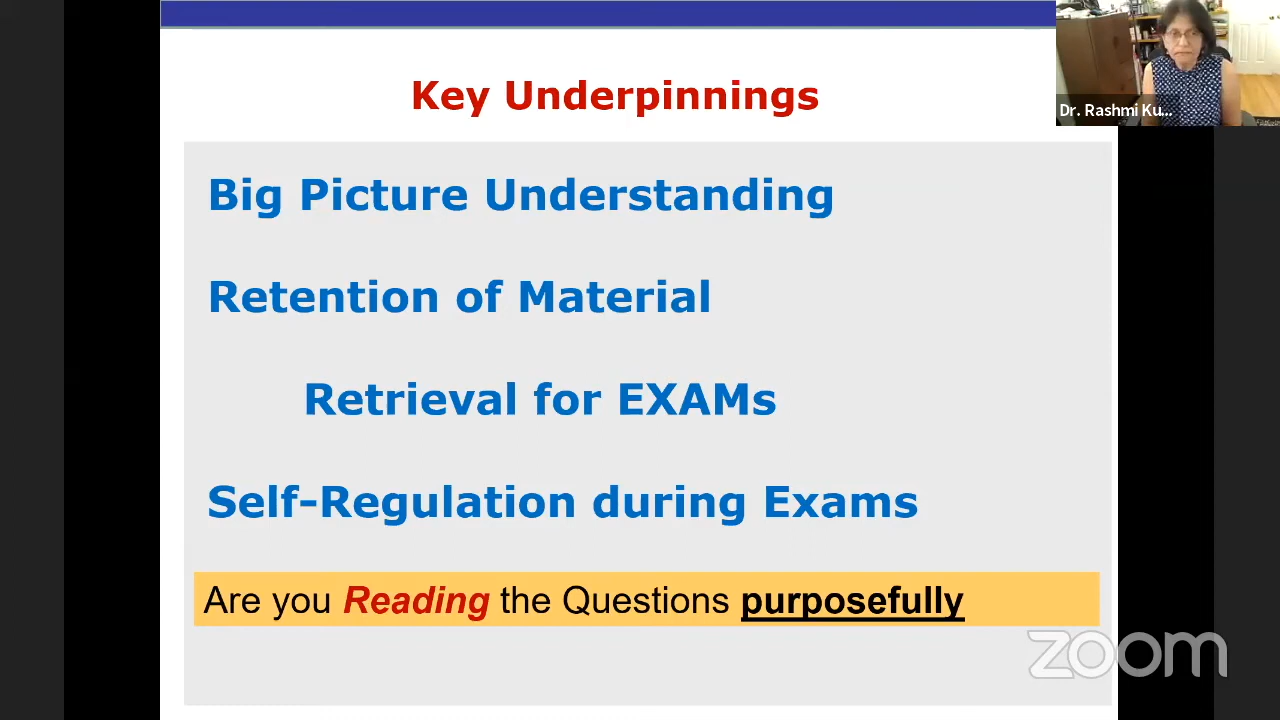 Key Underpinnings
Dr. Rashmi Ku...
Big Picture Understanding
Retention of Material
Retrieval for EXAMs
Self-Regulation during Exams
Are you Reading the Questions purposefully
zoom